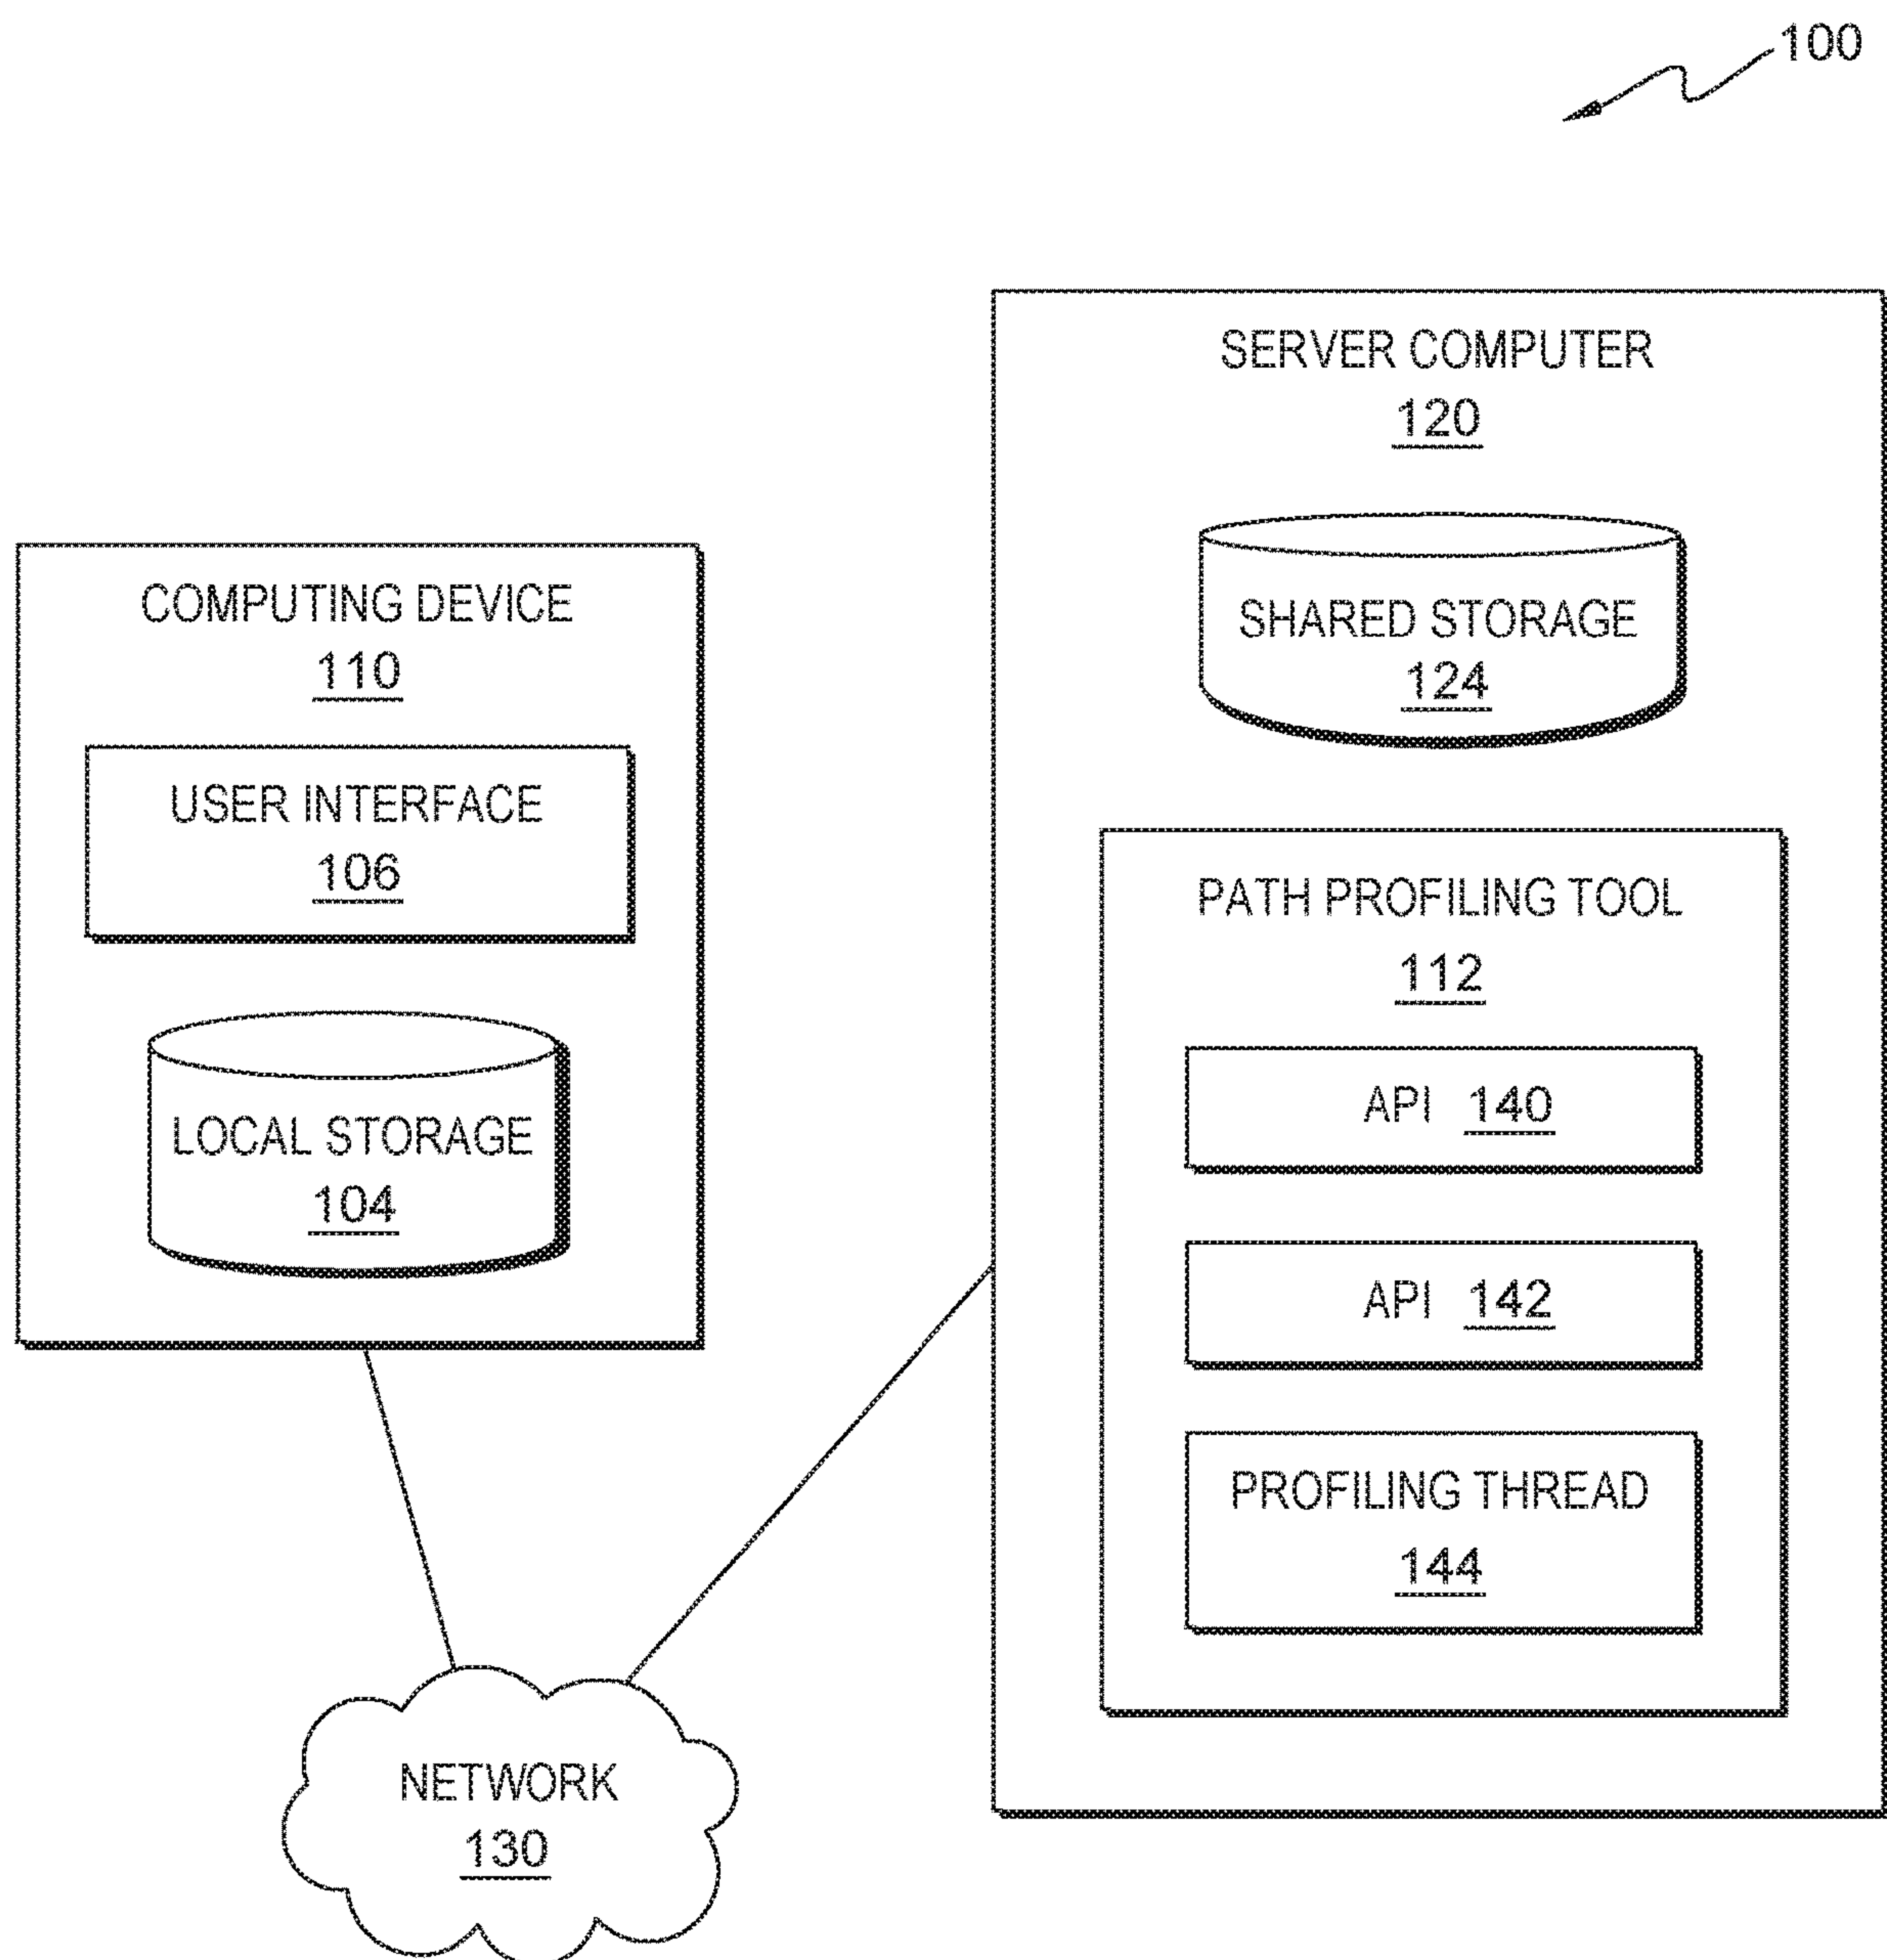 100
SERVER COMPUTER
120
SHARED STORAGE
124
PATH PROFILING TOOL
112
API 140
API 142
PROFILING THREAD
144
COMPUTING DEVICE
110
USER INTERFACE
106
LOCAL STORAGE
104
NETWORK
130